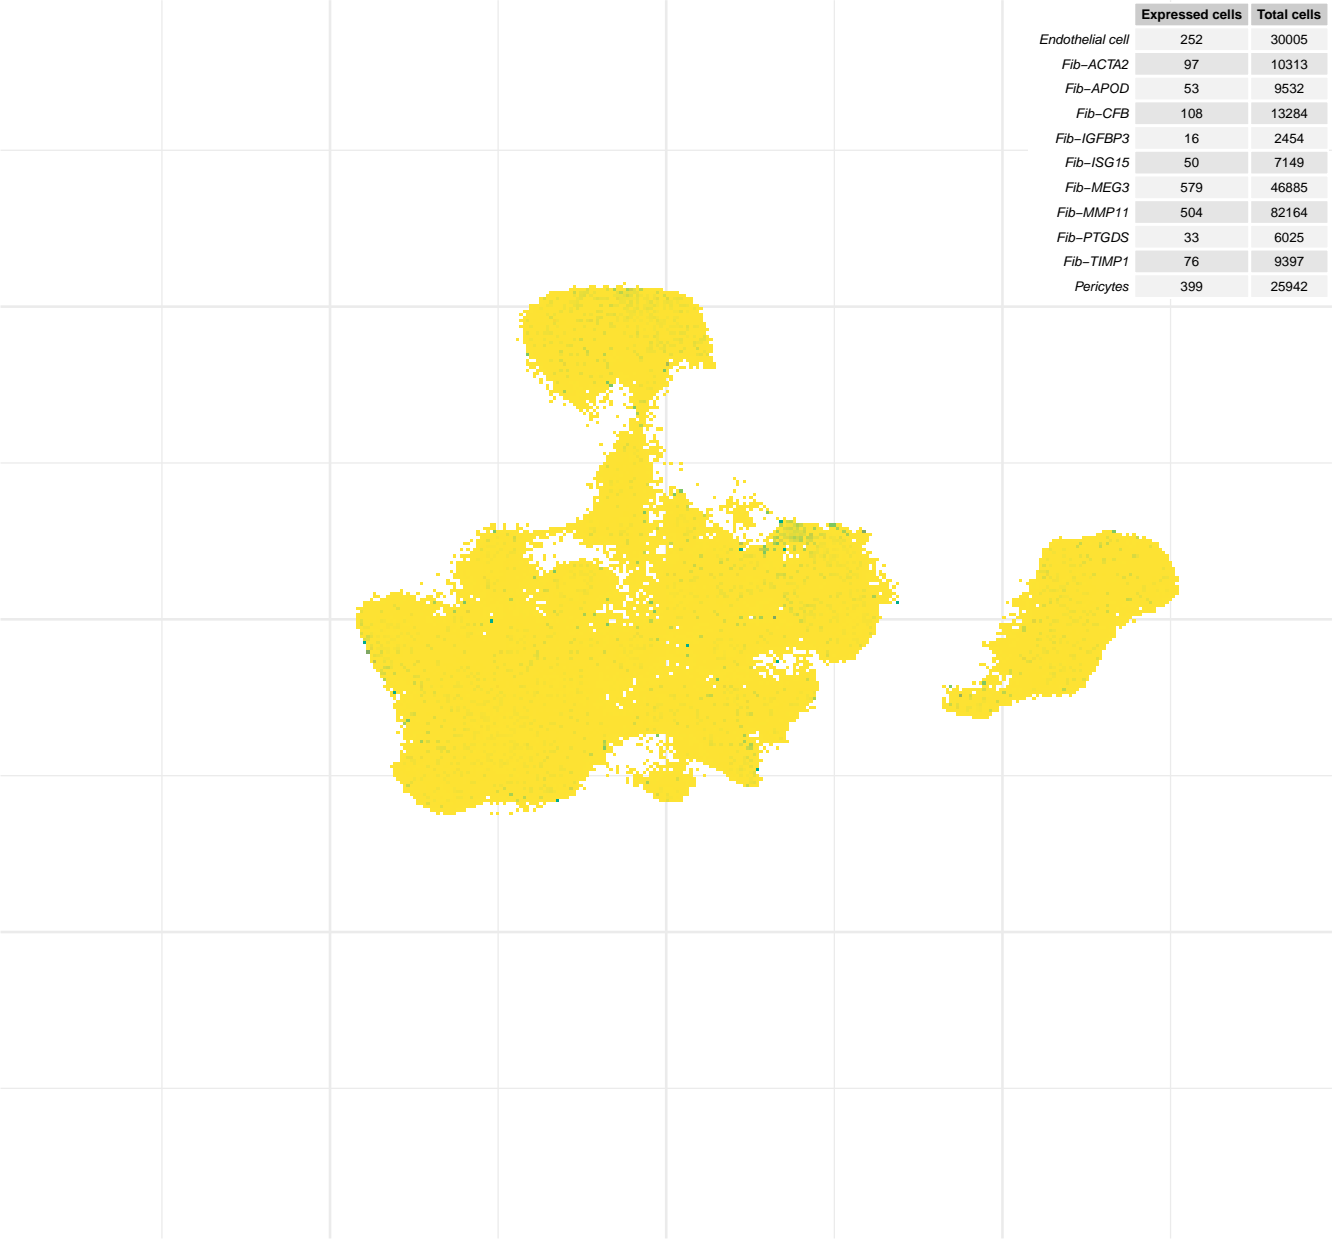 Expressed cells Total cells
Endothelial cell 252 30005
Fib−ACTA2 97 10313
Fib−APOD 53 9532
Fib−CFB 108 13284
Fib−IGFBP3 16 2454
Fib−ISG15 50 7149
Fib−MEG3 579 46885
Fib−MMP11 504 82164
Fib−PTGDS 33 6025
Fib−TIMP1 76 9397
Pericytes 399 25942